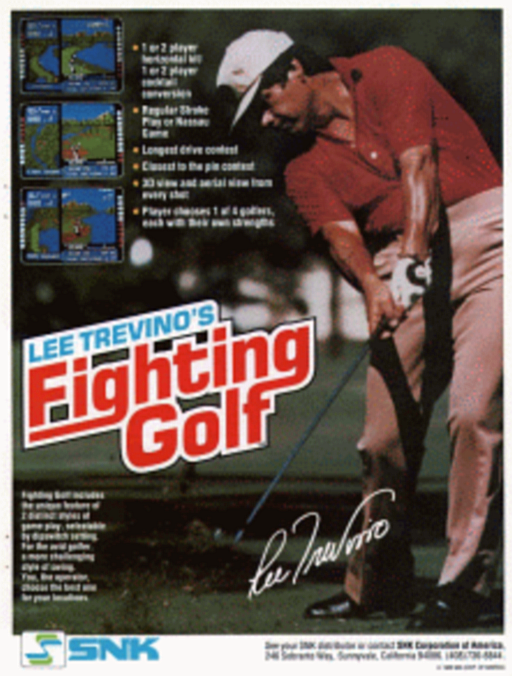 • 1 or 2 player
horizontal kit
1 or 2 player
cocktail
conversion
• Regular Stroke
Play or Nassau
Game
• Longest drive contest
• Closest to the pin contest
• 3D view and aerial view from
every shot
• Player chooses 1 of 4 golfers,
each with their own strengths
LEE TREVINO'S
Fighting
Golf
Fighting Golf includes
the unique feature of
2 distinct styles of
game play, selectable
by dipswitch setting.
For the avid golfer,
a more challenging
style of swing.
You, the operator,
choose the best one
for your locations.
Lee Trevino
SNK
See your SNK distributor or contact SNK Corporation of America,
246 Sobrante Way, Sunnyvale, California 94086. (408)736-8844.